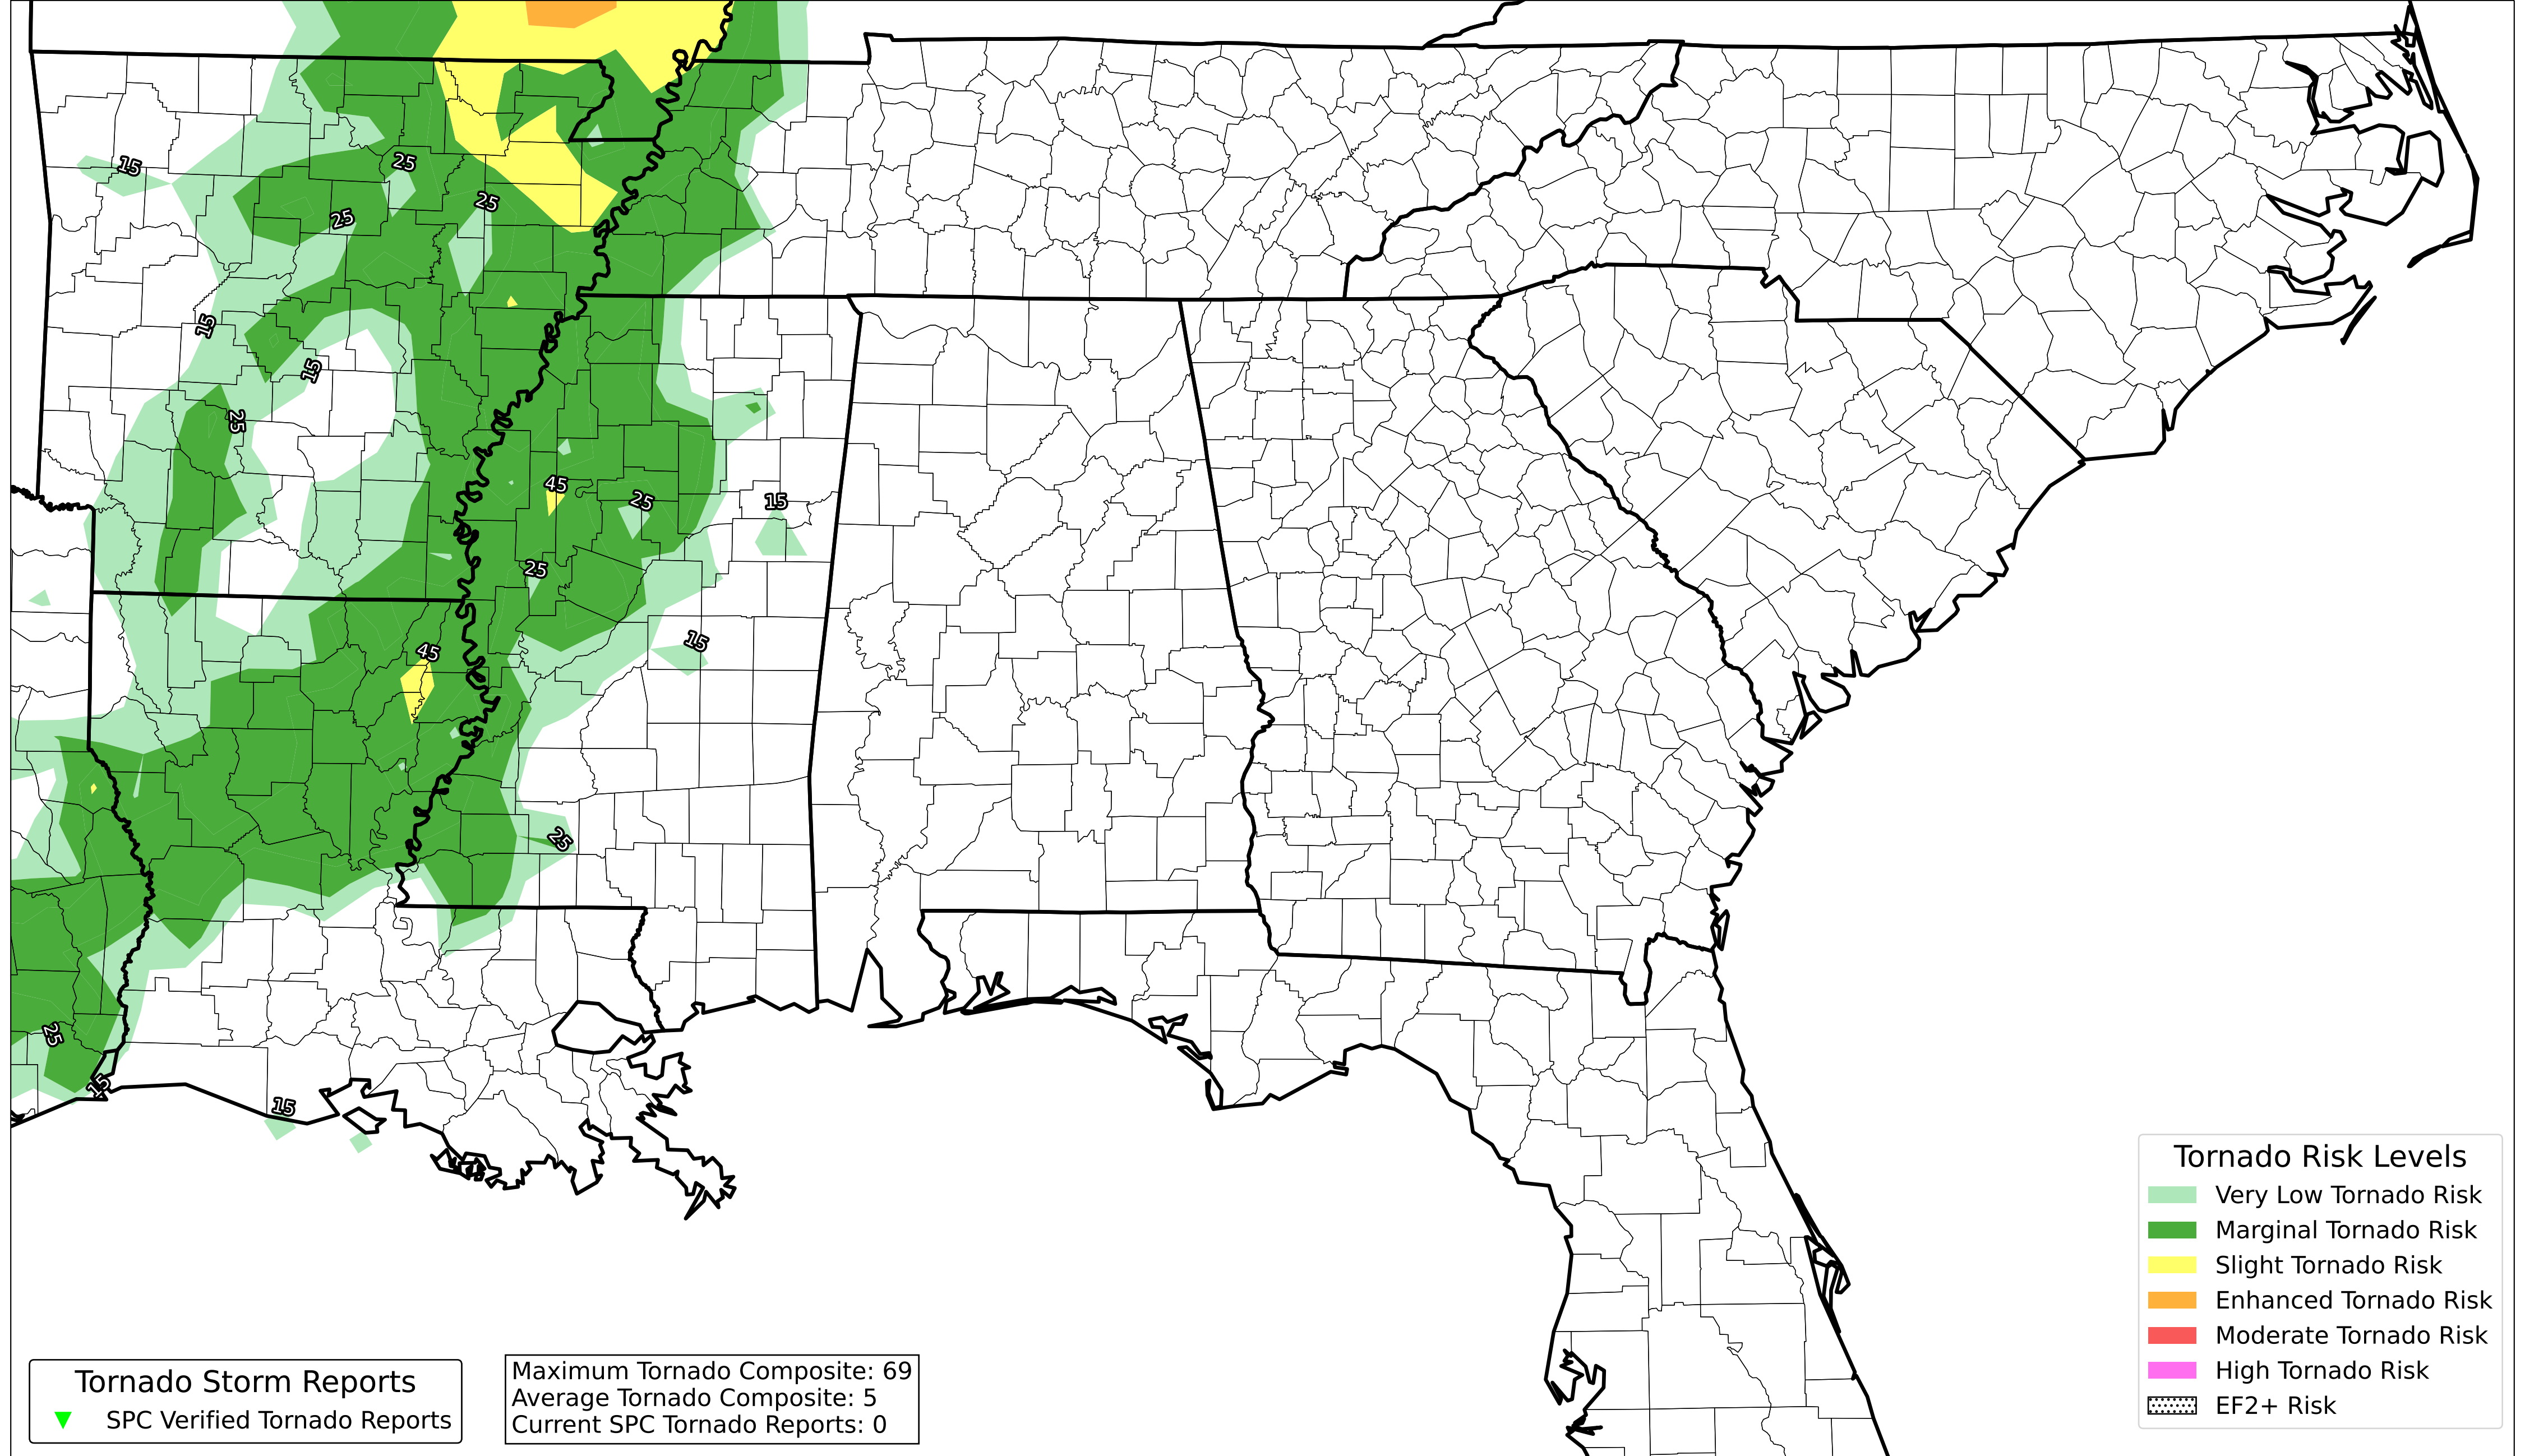 15
25
25
25
15
15
25
45
25
15
25
45
15
25
25
15
15
Tornado Risk Levels
Very Low Tornado Risk
Marginal Tornado Risk
Slight Tornado Risk
Enhanced Tornado Risk
Moderate Tornado Risk
High Tornado Risk
EF2+ Risk
Tornado Storm Reports
SPC Verified Tornado Reports
Maximum Tornado Composite: 69
Average Tornado Composite: 5
Current SPC Tornado Reports: 0